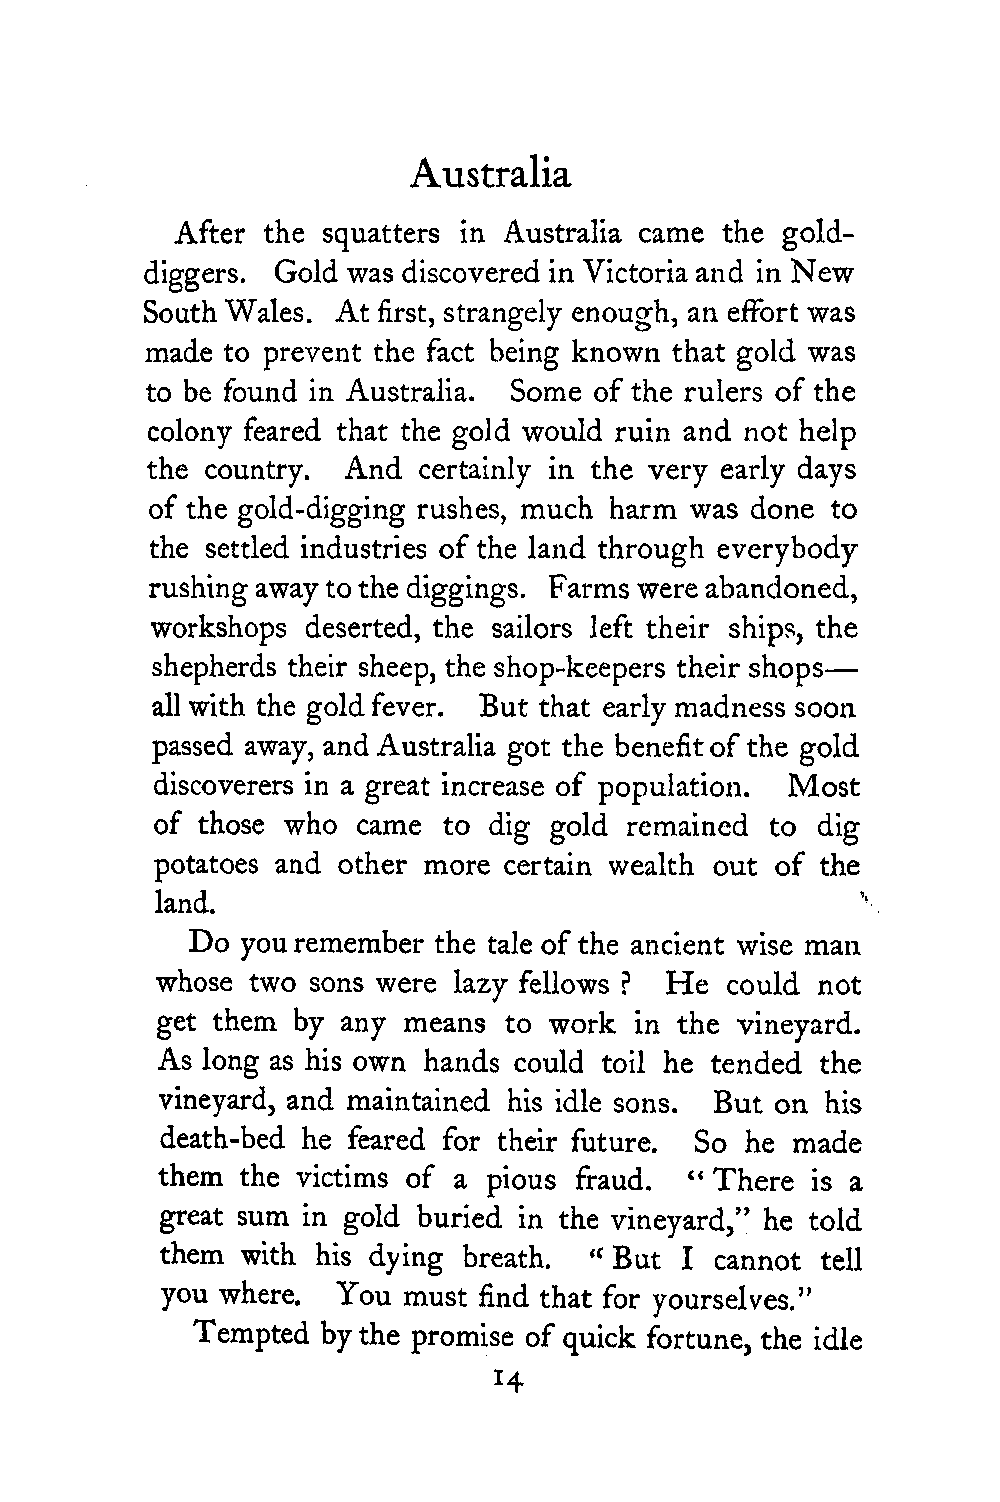 Australia
After the squatters in Australia came the gold-
diggers. Gold was discovered in Victoria and in New
South Wales. At first, strangely enough, an effort was
made to prevent the fact being known that gold was
to be found in Australia. Some of the rulers of the
colony feared that the gold would ruin and not help
the country. And certainly in the very early days
of the gold-digging rushes, much harm was done to
the settled industries of the land through everybody
rushing away to the diggings. Farms were abandoned,
workshops deserted, the sailors left their ships, the
shepherds their sheep, the shop-keepers their shops—
all with the gold fever. But that early madness soon
passed away, and Australia got the benefit of the gold
discoverers in a great increase of population. Most
of those who came to dig gold remained to dig
potatoes and other more certain wealth out of the
land.
Do you remember the tale of the ancient wise man
whose two sons were lazy fellows ? He could not
get them by any means to work in the vineyard.
As long as his own hands could toil he tended the
vineyard, and maintained his idle sons. But on his
death-bed he feared for their future. So he made
them the victims of a pious fraud. “ There is a
great sum in gold buried in the vineyard,” he told
them with his dying breath. “ But I cannot tell
you where. You must find that for yourselves.”
Tempted by the promise of quick fortune, the idle
14